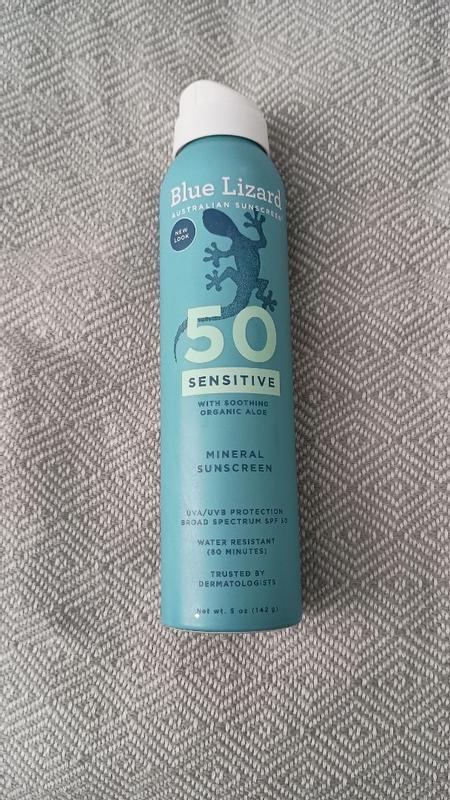 Blue Lizard
AUSTRALIAN SUNSCREEN
NEW
LOOK
50
SENSITIVE
WITH SOOTHING
ORGANIC ALOE
MINERAL
SUNSCREEN
UVA/UVB PROTECTION
BROAD SPECTRUM SPF 50
WATER RESISTANT
(80 MINUTES)
TRUSTED BY
DERMATOLOGISTS
Net wt. 5 oz (142 g)